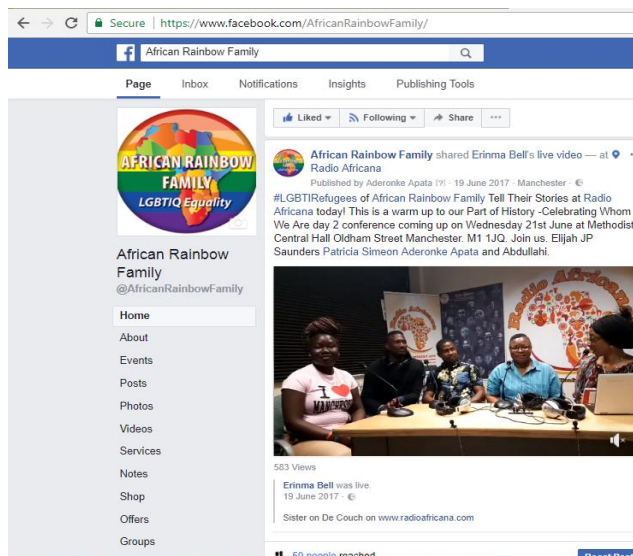 Secure https://www.facebook.com/AfricanRainbowFamily/
African Rainbow Family
Page Inbox Notifications Insights Publishing Tools
AFRICAN RAINBOW
FAMILY
LGBTIQ Equality
African Rainbow
Family
@AfricanRainbowFamily
Home
About
Events
Posts
Photos
Videos
Services
Notes
Shop
Offers
Groups
Liked Following Share
African Rainbow Family shared Erinma Bell's live video — at
Radio Africana
Published by Aderonke Apata [?] · 19 June 2017 · Manchester ·
#LGBTIRefugees of African Rainbow Family Tell Their Stories at Radio
Africana today! This is a warm up to our Part of History -Celebrating Whom
We Are day 2 conference coming up on Wednesday 21st June at Methodist
Central Hall Oldham Street Manchester. M1 1JQ. Join us. Elijah JP
Saunders Patricia Simeon Aderonke Apata and Abdullahi.
Radio Africana
I
MANCHESTER
583 Views
Erinma Bell was live.
19 June 2017 ·
Sister on De Couch on www.radioafricana.com
59 people reached